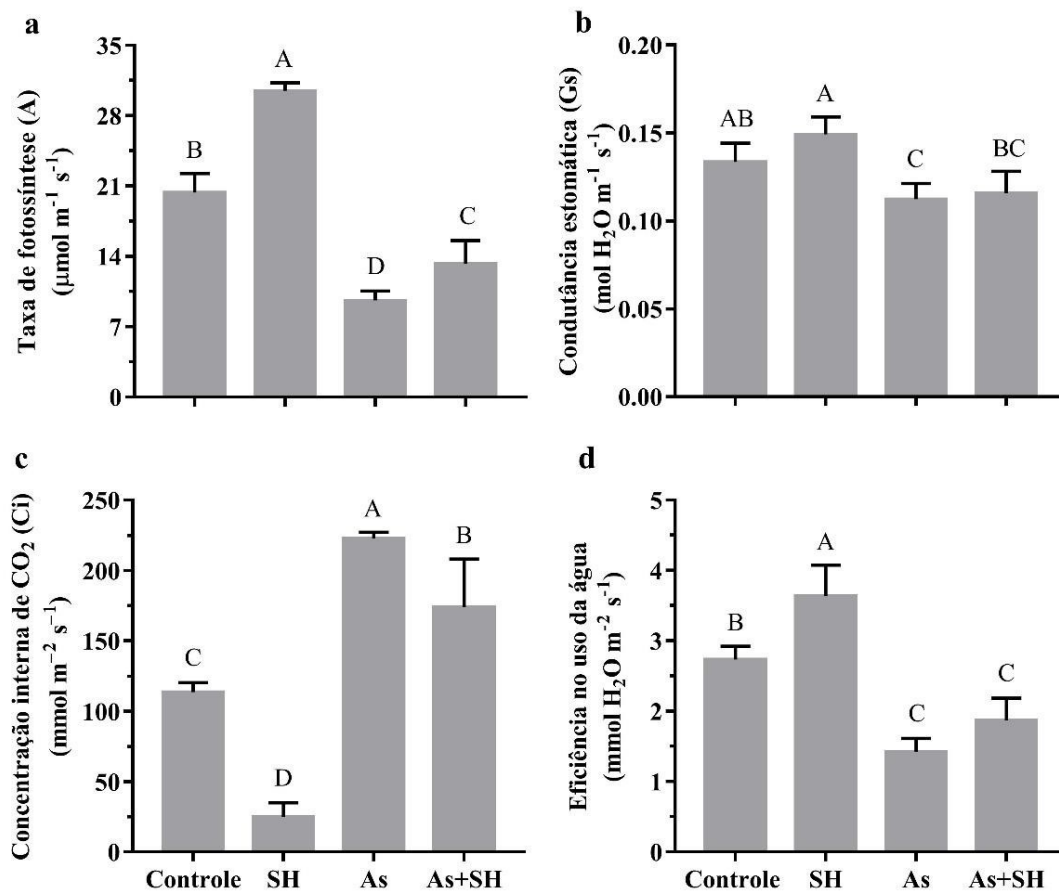 a
Taxa de fotossíntese (A)
(μmol m⁻¹ s⁻¹)
35
28
21
14
7
0
B
A
D
C
b
Condutância estomática (Gs)
(mol H₂O m⁻¹ s⁻¹)
0.20
0.15
0.10
0.05
0.00
AB
A
C
BC
c
Concentração interna de CO₂ (Ci)
(mmol m⁻² s⁻¹)
250
200
150
100
50
0
C
D
A
B
Controle SH As As+SH
d
Eficiência no uso da água
(mmol H₂O m⁻² s⁻¹)
5
4
3
2
1
0
B
A
C
C
Controle SH As As+SH